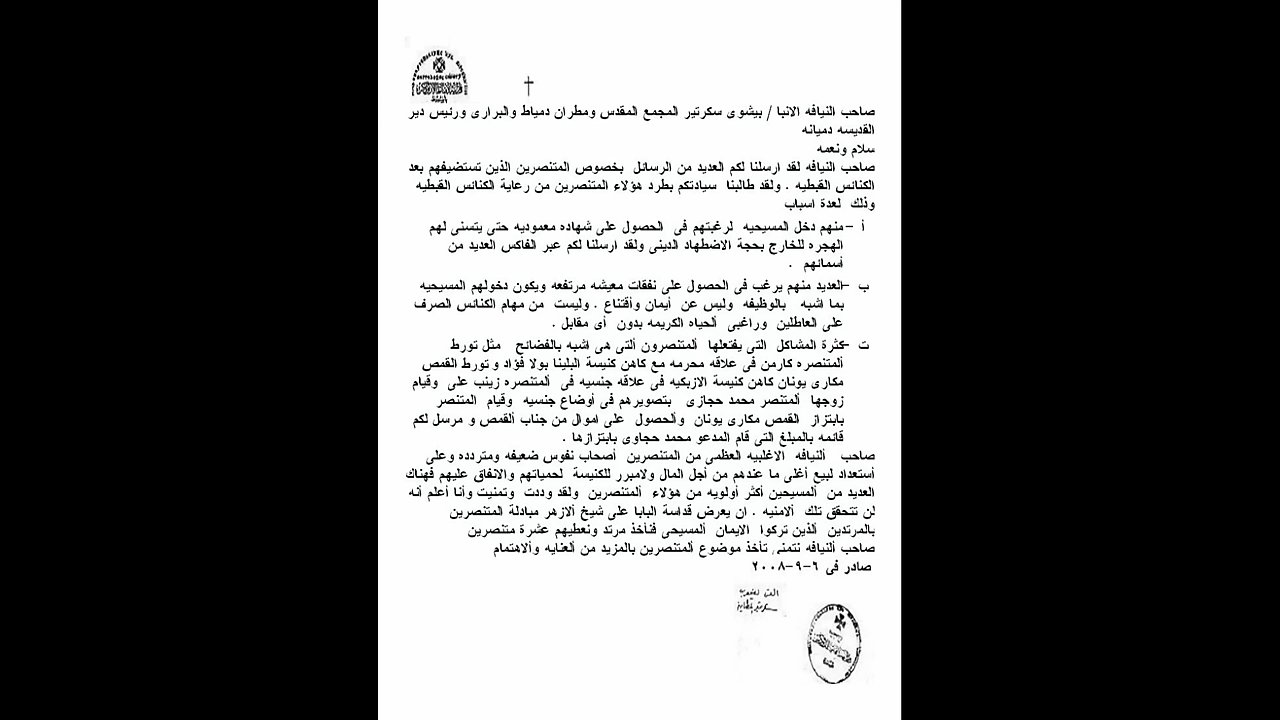 صاحب النيافه الانبا / بيشوى سكرتير المجمع المقدس ومطران دمياط والبرارى ورئيس دير
القديسه دميانه
سلام ونعمه
صاحب النيافه لقد ارسلنا لكم العديد من الرسائل بخصوص المتنصرين الذين تستضيفهم بعد
الكنائس القبطيه . ولقد طالبنا سيادتكم بطرد هؤلاء المتنصرين من رعاية الكنائس القبطيه
وذلك لعدة اسباب
أ – منهم دخل المسيحيه لرغبتهم فى الحصول على شهاده معموديه حتى يتسنى لهم
الهجره للخارج بحجة الاضطهاد الدينى ولقد ارسلنا لكم عبر الفاكس العديد من
أسمائهم .
ب –العديد منهم يرغب فى الحصول على نفقات معيشه مرتفعه ويكون دخولهم المسيحيه
بما اشبه بالوظيفه وليس عن أيمان وأقتناع . وليست من مهام الكنائس الصرف
على العاطلين وراغبى ألحياه الكريمه بدون أى مقابل .
ت –كثرة المشاكل التى يفتعلها ألمتنصرون ألتى هى اشبه بالفضائح مثل تورط
ألمتنصره كارمن فى علاقه محرمه مع كاهن كنيسة البلينا بولا فؤاد و تورط القمص
مكارى يونان كاهن كنيسة الازبكيه فى علاقه جنسيه فى ألمتنصره زينب على وقيام
زوجها ألمتنصر محمد حجازى بتصويرهم فى أوضاع جنسيه وقيام المتنصر
بابتزاز القمص مكارى يونان وألحصول على اموال من جناب ألقمص و مرسل لكم
قائمه بالمبلغ التى قام المدعو محمد حجاوى بابتزازها .
صاحب ألنيافه الاغلبيه العظمى من المتنصرين أصحاب نفوس ضعيفه ومتردده وعلى
أستعداد لبيع أغلى ما عندهم من أجل المال ولامبرر للكنيسة لحمياتهم والانفاق عليهم فهناك
العديد من ألمسيحين أكثر أولويه من هؤلاء ألمتنصرين ولقد وددت وتمنيت وأنا أعلم أنه
لن تتحقق تلك ألامنيه . ان يعرض قداسة البابا على شيخ ألازهر مبادلة المتنصرين
بالمرتدين ألذين تركوا الايمان ألمسيحى فنأخذ مرتد ونعطيهم عشرة متنصرين
صاحب ألنيافه نتمنى تأخذ موضوع ألمتنصرين بالمزيد من ألعنايه وألاهتمام
صادر فى ٦-٩-٢٠٠٨